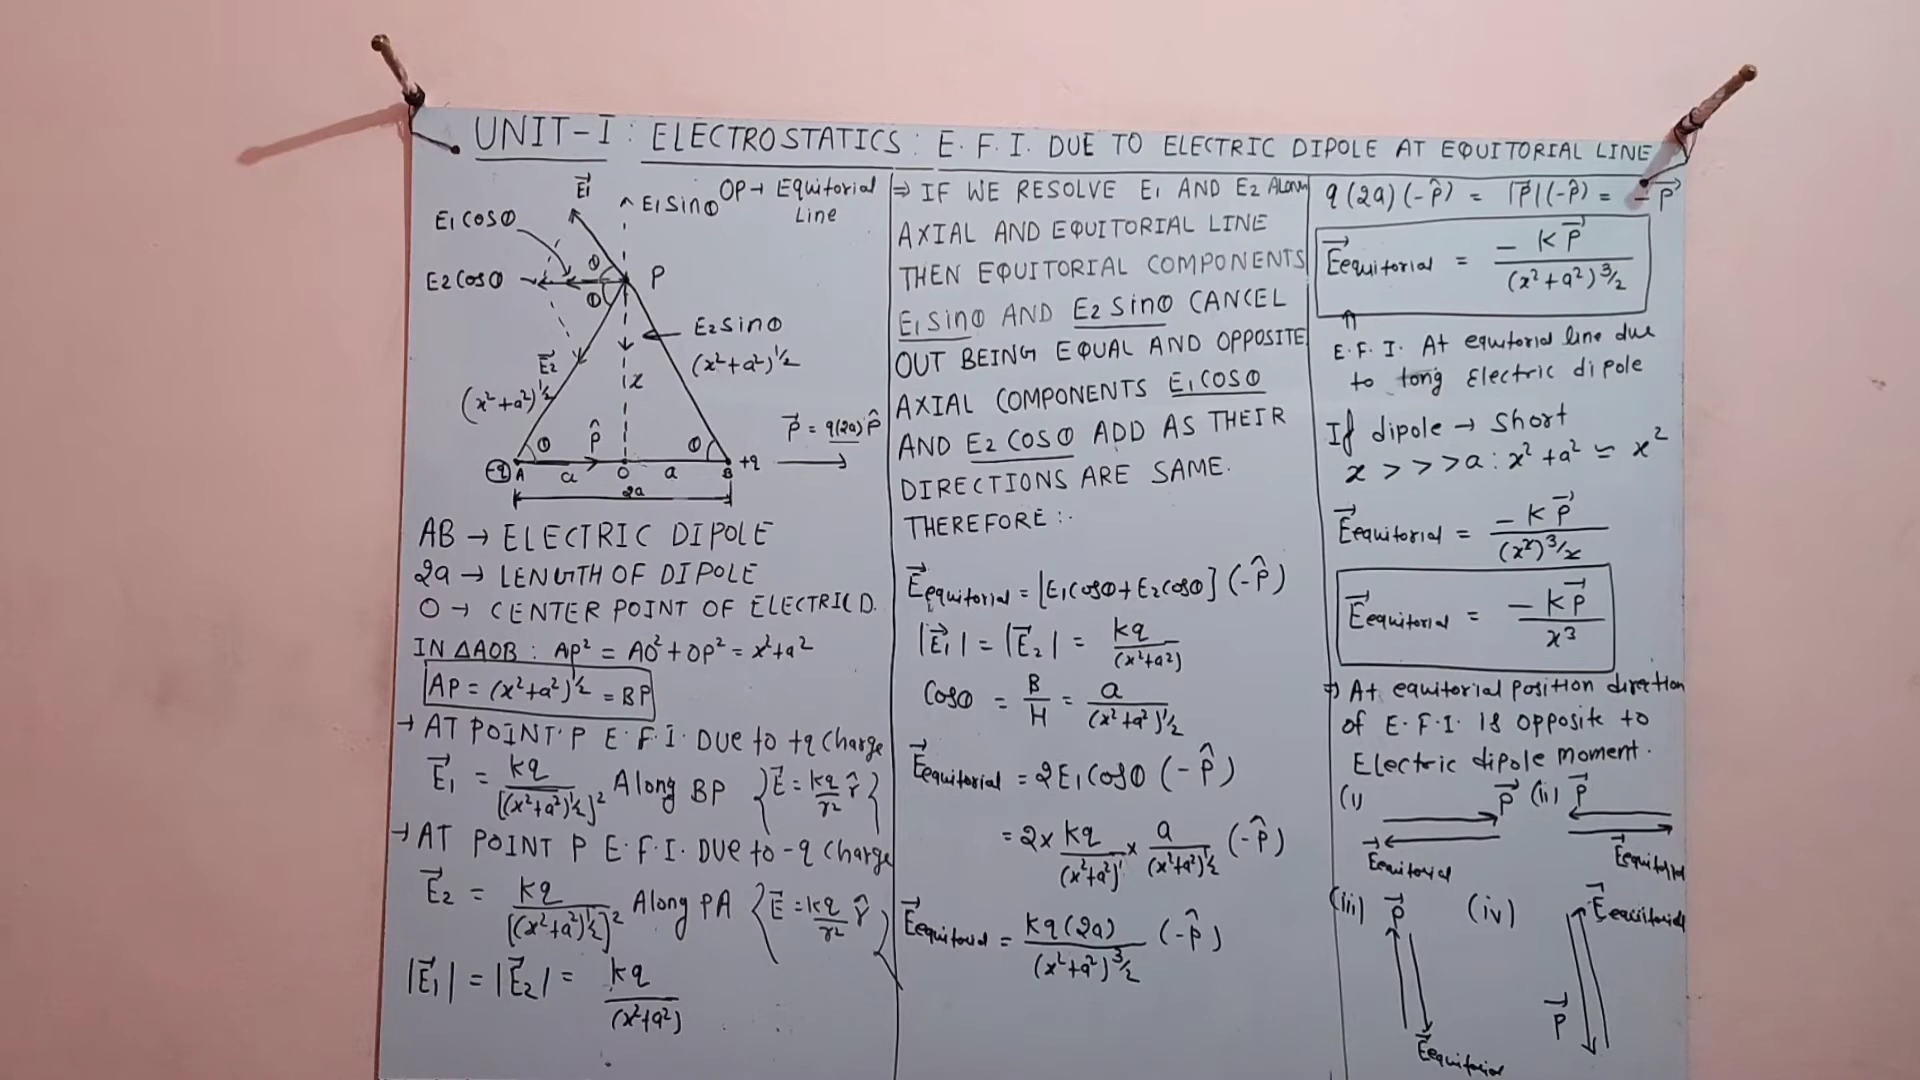 UNIT-I : ELECTROSTATICS : E.F.I. DUE TO ELECTRIC DIPOLE AT EQUITORIAL LINE
E⃗1
E1 Sinθ
OP → Equitorial
Line
E1 Cosθ
E2 Cosθ
θ
P
θ
E2 Sinθ
E⃗2
(x²+a²)^½
(x²+a²)^½
x
θ
p̂
θ
P⃗ = q(2a) p̂
-q A a O a B +q
2a
AB → ELECTRIC DIPOLE
2a → LENGTH OF DIPOLE
O → CENTER POINT OF ELECTRIC D.
IN ΔAOB : AP² = AO² + OP² = x²+a²
AP = (x²+a²)^½ = BP
→ AT POINT P E.F.I. DUE to +q Charge
E⃗1 = kq / [(x²+a²)^½]² Along BP { E⃗ = kq/r² r̂ }
→ AT POINT P E.F.I. DUE to -q Charge
E⃗2 = kq / [(x²+a²)^½]² Along PA { E⃗ = kq/r² r̂ }
|E⃗1| = |E⃗2| = kq / (x²+a²)
⇒ IF WE RESOLVE E1 AND E2 ALONG
AXIAL AND EQUITORIAL LINE
THEN EQUITORIAL COMPONENTS
E1 Sinθ AND E2 Sinθ CANCEL
OUT BEING EQUAL AND OPPOSITE
AXIAL COMPONENTS E1 COSθ
AND E2 COSθ ADD AS THEIR
DIRECTIONS ARE SAME.
THEREFORE :-
E⃗equitorial = [E1 Cosθ + E2 Cosθ] (-p̂)
|E⃗1| = |E⃗2| = kq / (x²+a²)
Cosθ = B/H = a / (x²+a²)^½
E⃗equitorial = 2E1 Cosθ (-p̂)
= 2 × kq / (x²+a²)^1 × a / (x²+a²)^½ (-p̂)
E⃗equitorial = kq(2a) / (x²+a²)^3/2 (-p̂)
q(2a)(-p̂) = |P⃗|(-p̂) = -P⃗
E⃗equitorial = -kP⃗ / (x²+a²)^3/2
E.F.I. At equitorial line due
to long Electric dipole
If dipole → Short
x >>>a : x²+a² ≃ x²
E⃗equitorial = -kP⃗ / (x²)^3/2
E⃗equitorial = -kP⃗ / x³
⇒ At equitorial position direction
of E.F.I. is opposite to
Electric dipole moment.
(i) P⃗ (ii) P⃗
E⃗equitorial E⃗equitorial
(iii) P⃗ (iv) E⃗equitorial
P⃗
E⃗equitorial